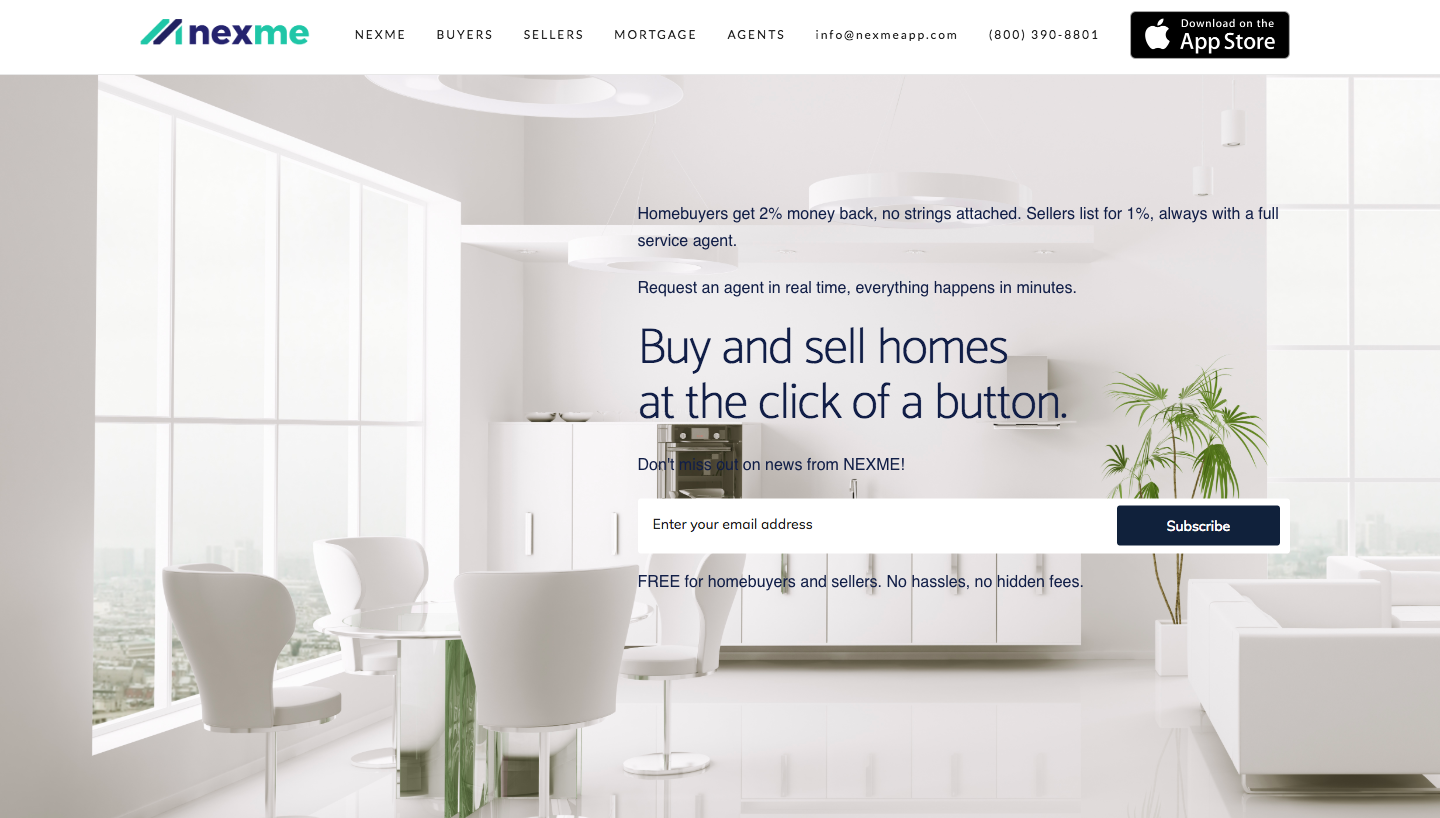 nexme
NEXME
BUYERS
SELLERS
MORTGAGE
AGENTS
info@nexmeapp.com
(800) 390-8801
Download on the
App Store
Homebuyers get 2% money back, no strings attached. Sellers list for 1%, always with a full
service agent.
Request an agent in real time, everything happens in minutes.
Buy and sell homes
at the click of a button.
Don't miss out on news from NEXME!
Enter your email address
Subscribe
FREE for homebuyers and sellers. No hassles, no hidden fees.